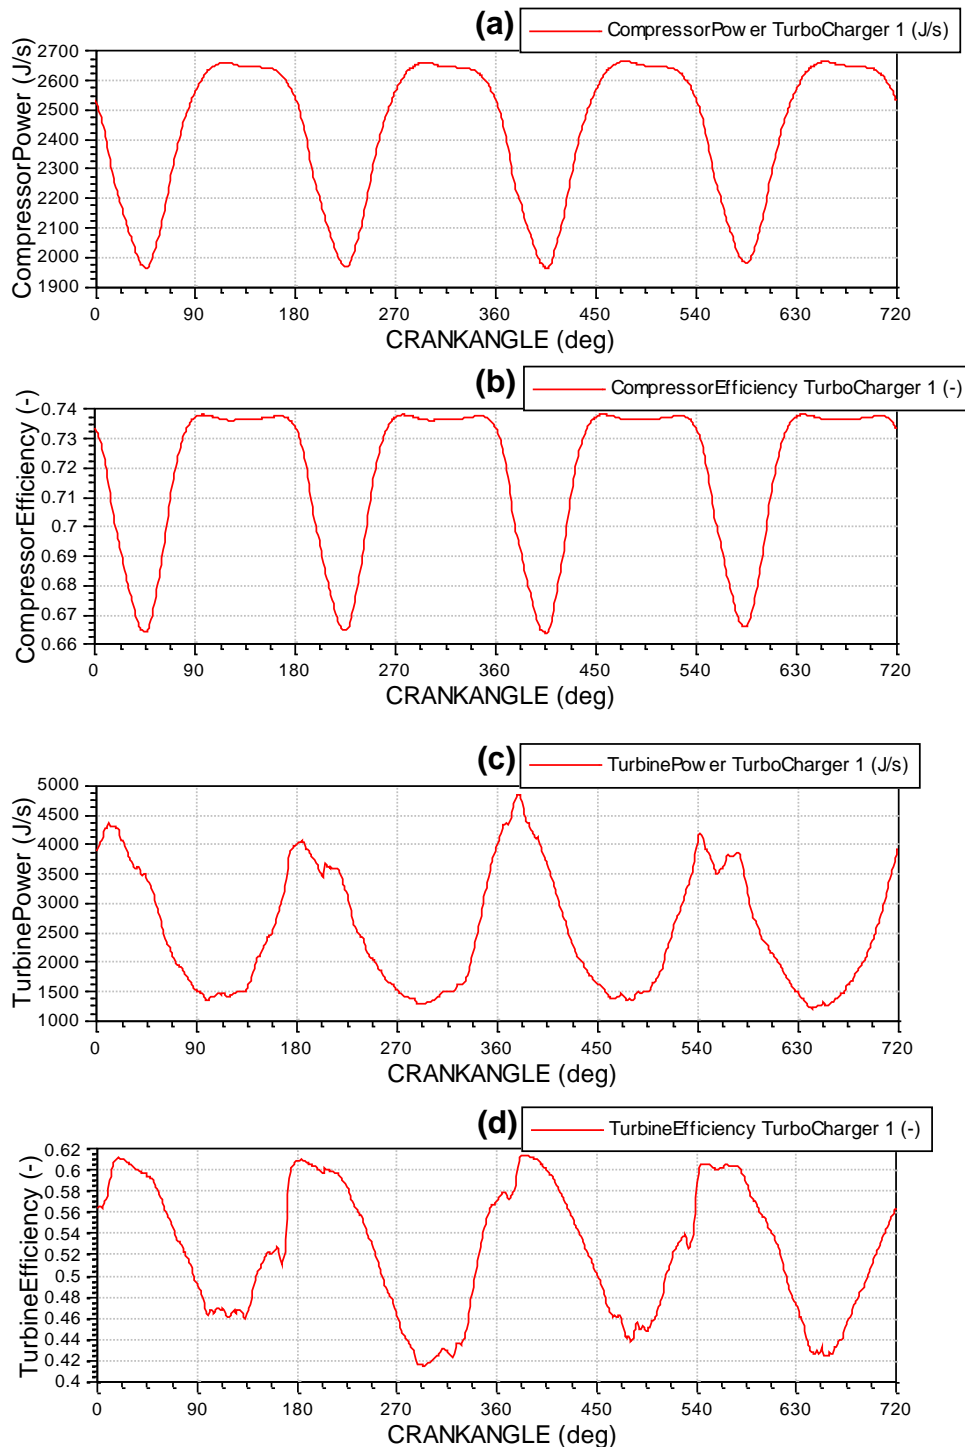 (a)
CompressorPower TurboCharger 1 (J/s)
CompressorPower (J/s)
2700
2600
2500
2400
2300
2200
2100
2000
1900
0 90 180 270 360 450 540 630 720
CRANKANGLE (deg)
(b)
CompressorEfficiency TurboCharger 1 (-)
CompressorEfficiency (-)
0.74
0.73
0.72
0.71
0.7
0.69
0.68
0.67
0.66
0 90 180 270 360 450 540 630 720
CRANKANGLE (deg)
(c)
TurbinePower TurboCharger 1 (J/s)
TurbinePower (J/s)
5000
4500
4000
3500
3000
2500
2000
1500
1000
0 90 180 270 360 450 540 630 720
CRANKANGLE (deg)
(d)
TurbineEfficiency TurboCharger 1 (-)
TurbineEfficiency (-)
0.62
0.6
0.58
0.56
0.54
0.52
0.5
0.48
0.46
0.44
0.42
0.4
0 90 180 270 360 450 540 630 720
CRANKANGLE (deg)